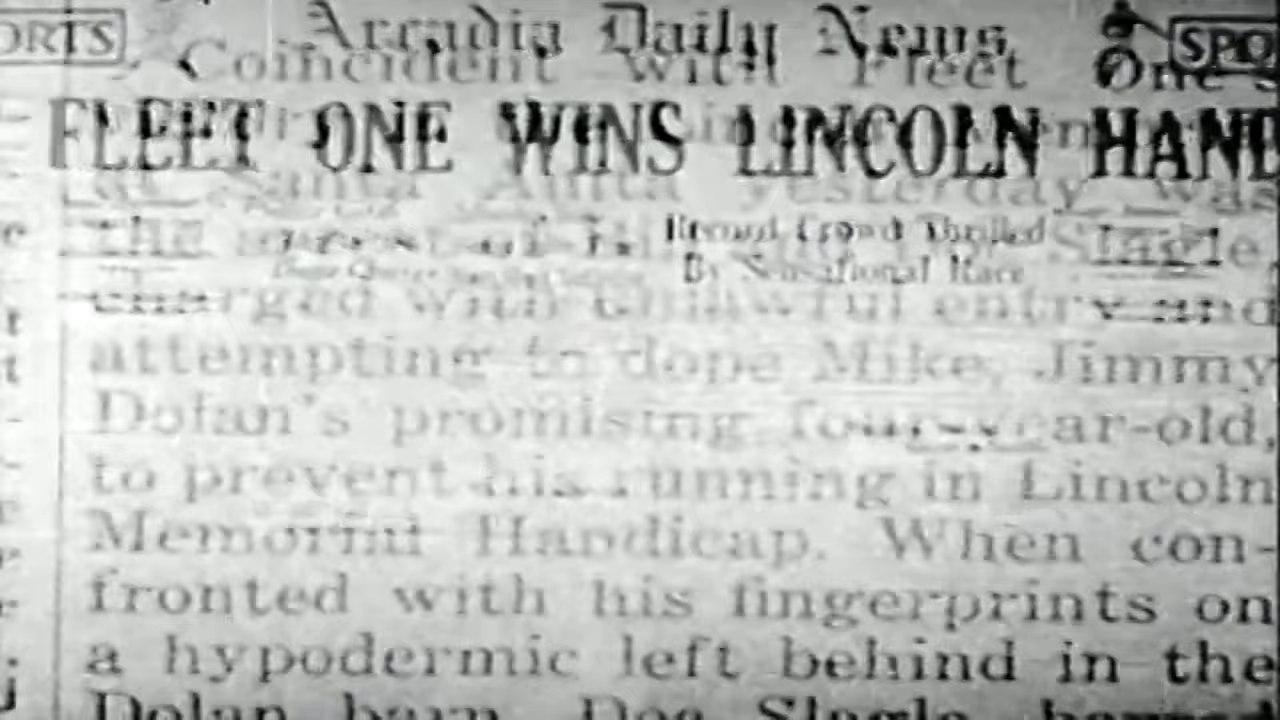 ORTS
Arcadia Daily News
SPO
Coincident with Fleet One's
FLEET ONE WINS LINCOLN HAND
at Santa Anita yesterday was
Record Crowd Thrilled
By Sensational Race
the Slagle,
charged with unlawful entry and
attempting to dope Mike, Jimmy
Dolan's promising four-year-old,
to prevent his running in Lincoln
Memorial Handicap. When con-
fronted with his fingerprints on
a hypodermic left behind in the
Dolan barn, Doc Slagle,